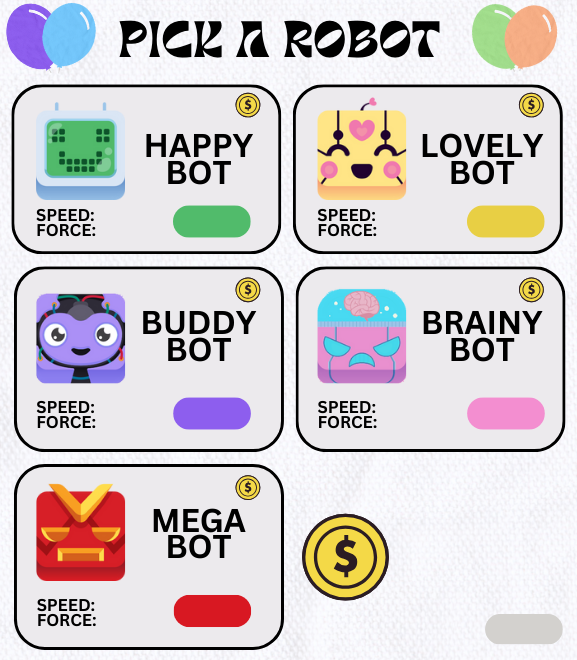 PICK A ROBOT
$
HAPPY
BOT
SPEED:
FORCE:
$
LOVELY
BOT
SPEED:
FORCE:
$
BUDDY
BOT
SPEED:
FORCE:
$
BRAINY
BOT
SPEED:
FORCE:
$
MEGA
BOT
SPEED:
FORCE:
$